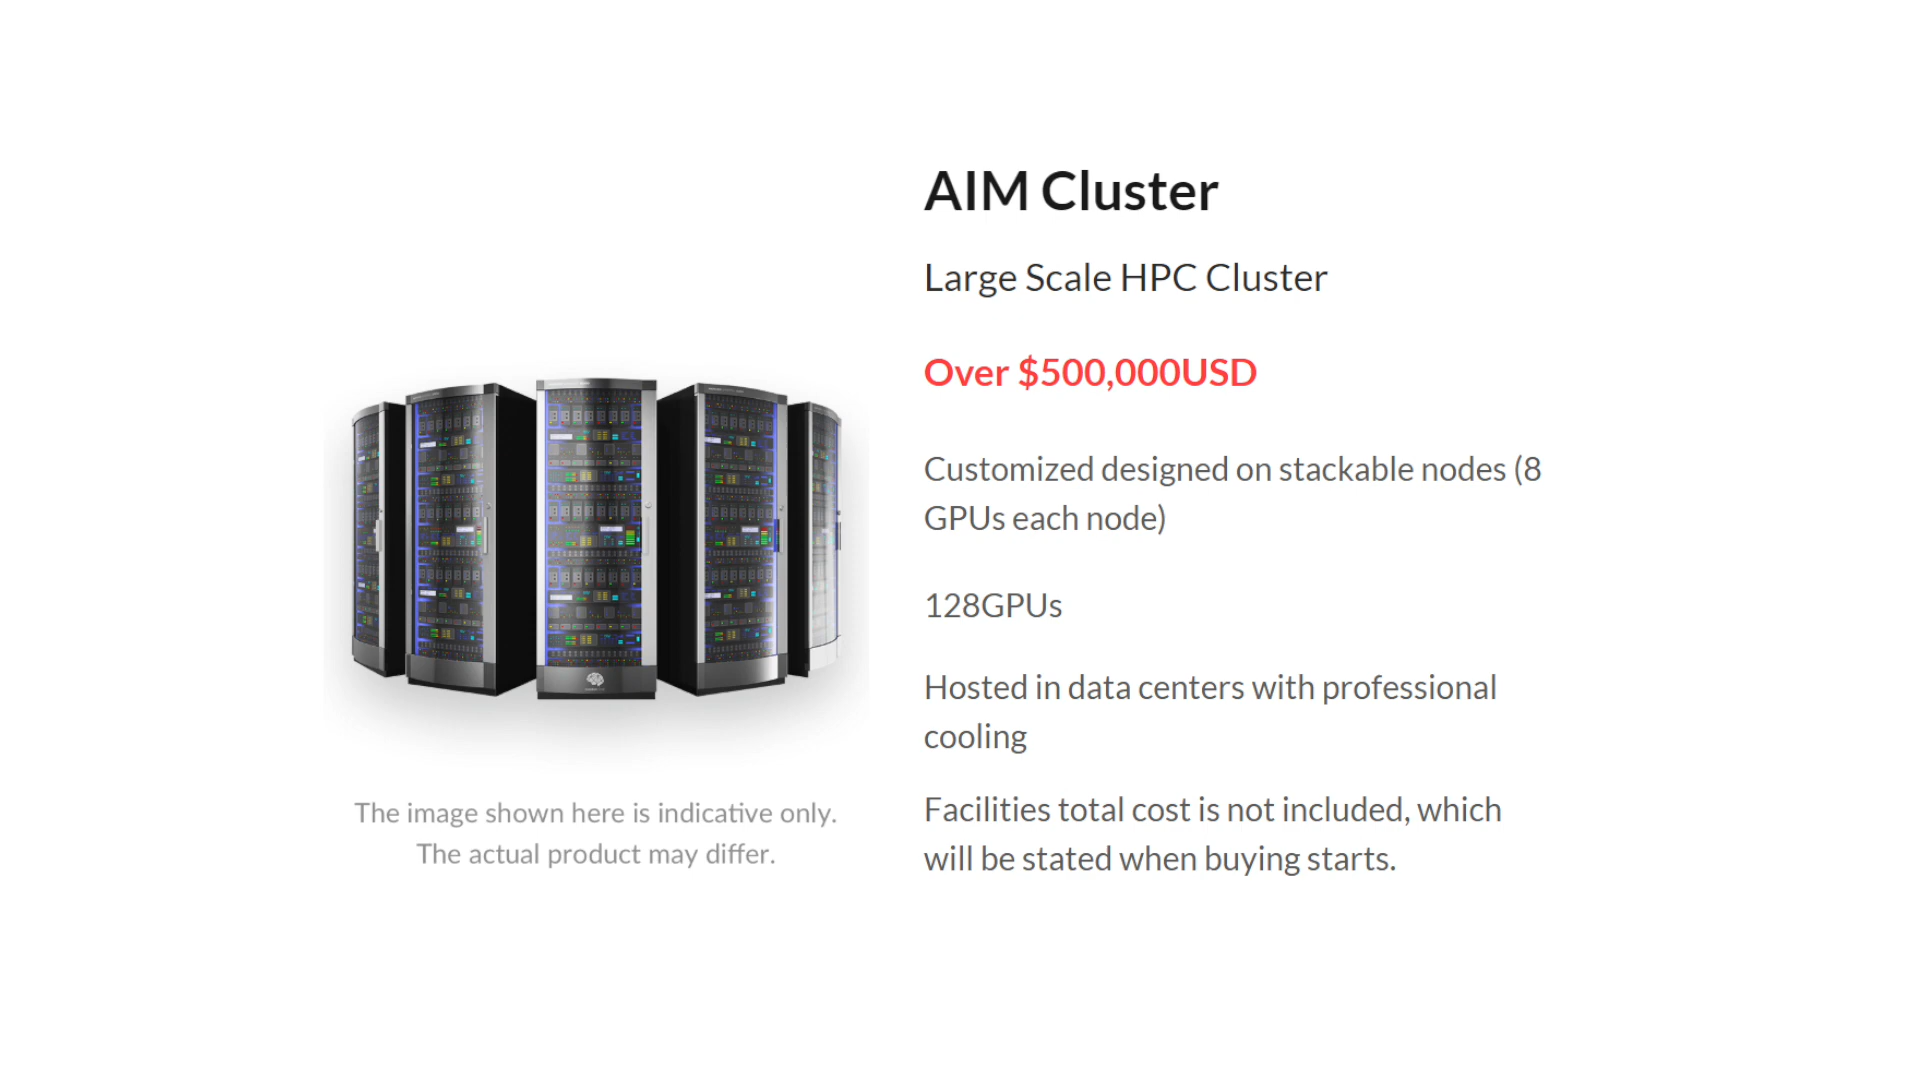 AIM Cluster
Large Scale HPC Cluster
Over $500,000USD
Customized designed on stackable nodes (8
GPUs each node)
128GPUs
Hosted in data centers with professional
cooling
Facilities total cost is not included, which
will be stated when buying starts.
The image shown here is indicative only.
The actual product may differ.